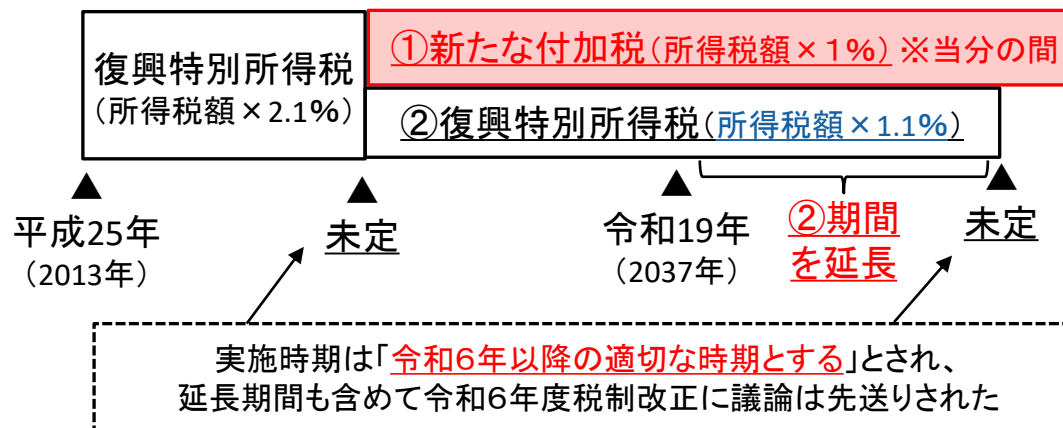 復興特別所得税
（所得税額×2.1%）
①新たな付加税（所得税額×1％）※当分の間
②復興特別所得税（所得税額×1.1%）
▲
▲
▲
▲
平成25年
（2013年）
未定
令和19年
（2037年）
②期間
を延長
未定
実施時期は「令和６年以降の適切な時期とする」とされ、
延長期間も含めて令和６年度税制改正に議論は先送りされた